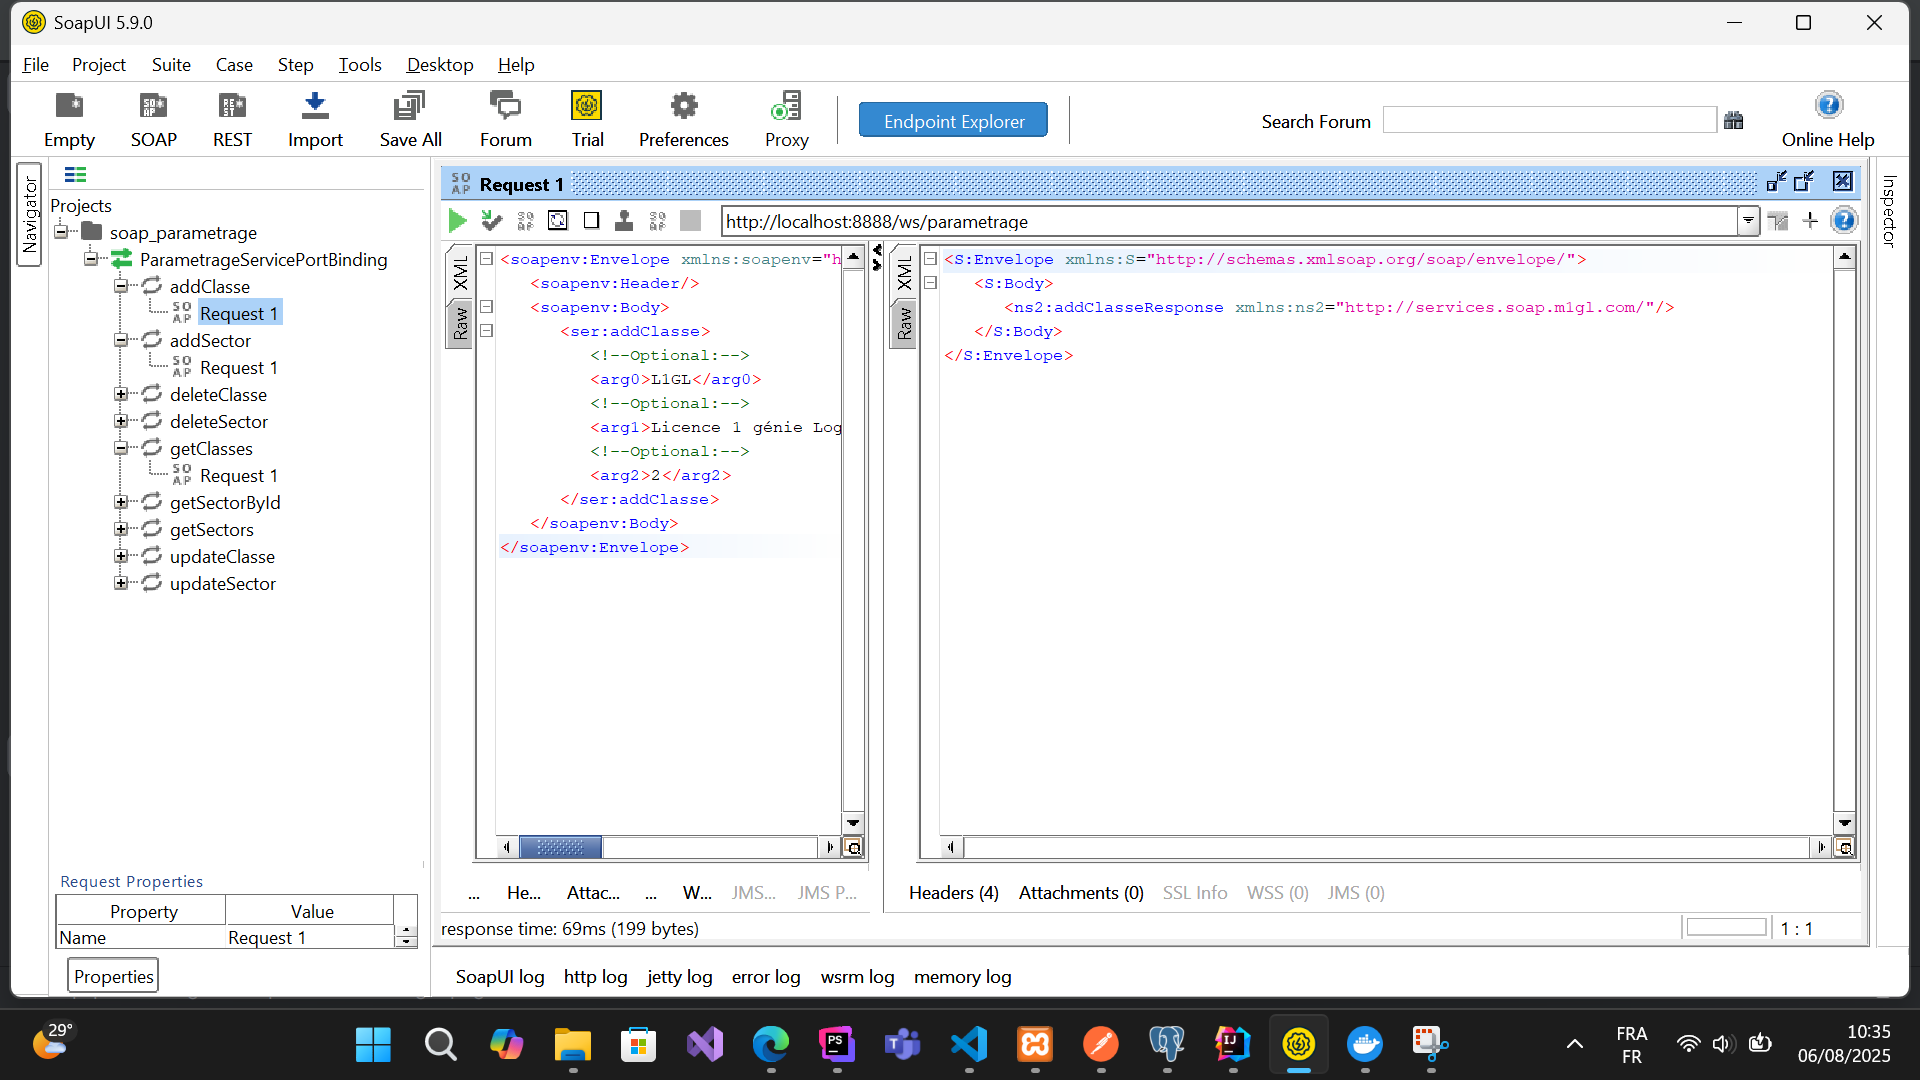 SoapUI 5.9.0
File Project Suite Case Step Tools Desktop Help
Empty SOAP REST Import Save All Forum Trial Preferences Proxy Endpoint Explorer Search Forum Online Help
Navigator
Projects
soap_parametrage
ParametrageServicePortBinding
addClasse
SO AP Request 1
addSector
SO AP Request 1
deleteClasse
deleteSector
getClasses
SO AP Request 1
getSectorById
getSectors
updateClasse
updateSector
Request Properties
Property Value
Name Request 1
Properties
SO AP Request 1
http://localhost:8888/ws/parametrage
XML
Raw
<soapenv:Envelope xmlns:soapenv="h
<soapenv:Header/>
<soapenv:Body>
<ser:addClasse>
<!--Optional:-->
<arg0>L1GL</arg0>
<!--Optional:-->
<arg1>Licence 1 génie Log
<!--Optional:-->
<arg2>2</arg2>
</ser:addClasse>
</soapenv:Body>
</soapenv:Envelope>
... He... Attac... ... W... JMS... JMS P...
XML
Raw
<S:Envelope xmlns:S="http://schemas.xmlsoap.org/soap/envelope/">
<S:Body>
<ns2:addClasseResponse xmlns:ns2="http://services.soap.m1gl.com/"/>
</S:Body>
</S:Envelope>
Headers (4) Attachments (0) SSL Info WSS (0) JMS (0)
response time: 69ms (199 bytes)
1 : 1
Inspector
SoapUI log http log jetty log error log wsrm log memory log
29°
FRA
FR
10:35
06/08/2025